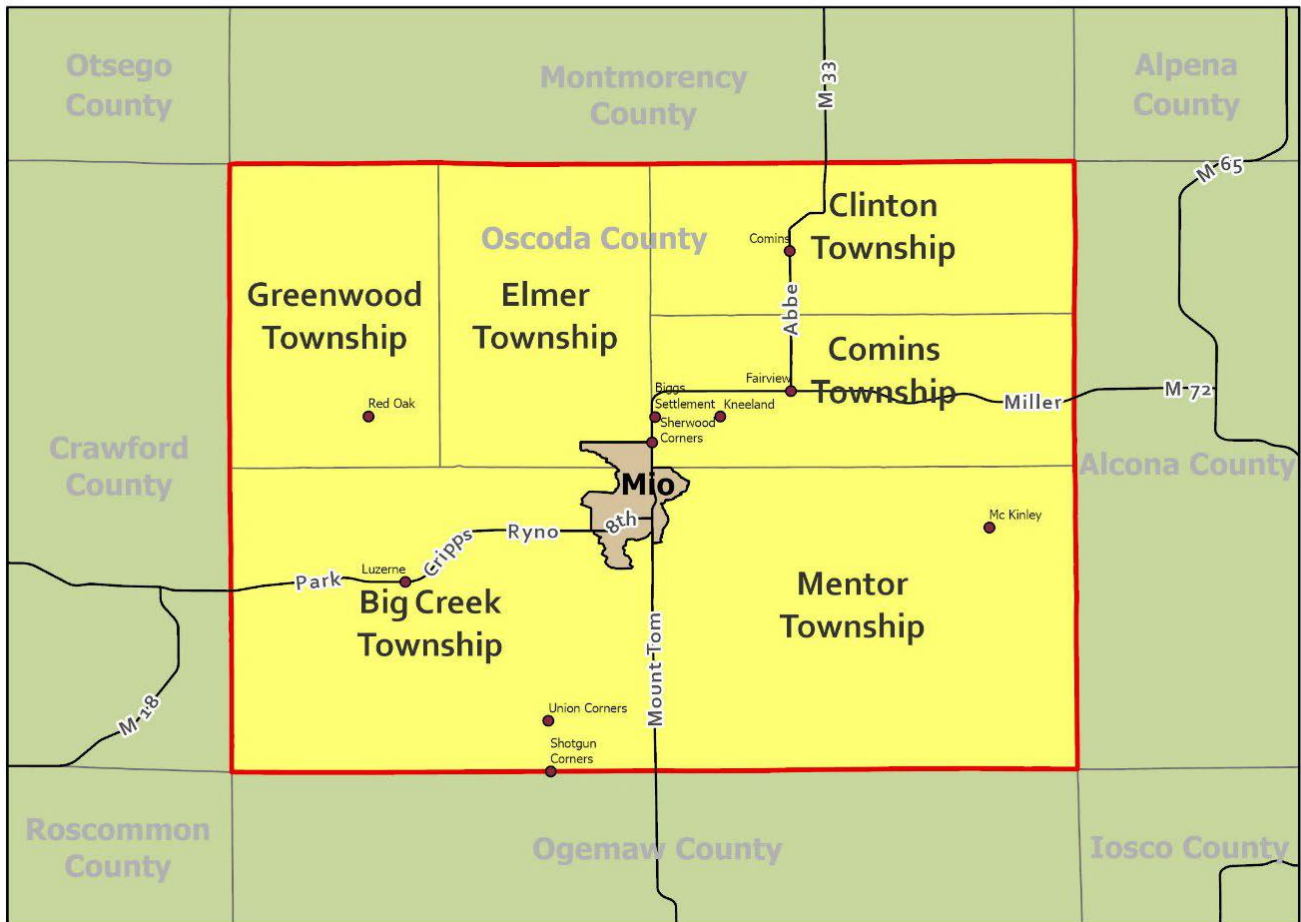 Otsego
County
Montmorency
County
Alpena
County
M 33
M 65
Clinton
Township
Comins
Oscoda County
Greenwood
Township
Elmer
Township
Abbe
Comins
Township
Fairview
Biggs
Settlement
Kneeland
Miller
M 72
Red Oak
Sherwood
Corners
Crawford
County
Alcona County
Mio
8th
Ryno
Cripps
Mc Kinley
Luzerne
Park
Big Creek
Township
Mentor
Township
Mount Tom
M 18
Union Corners
Shotgun
Corners
Roscommon
County
Ogemaw County
Iosco County